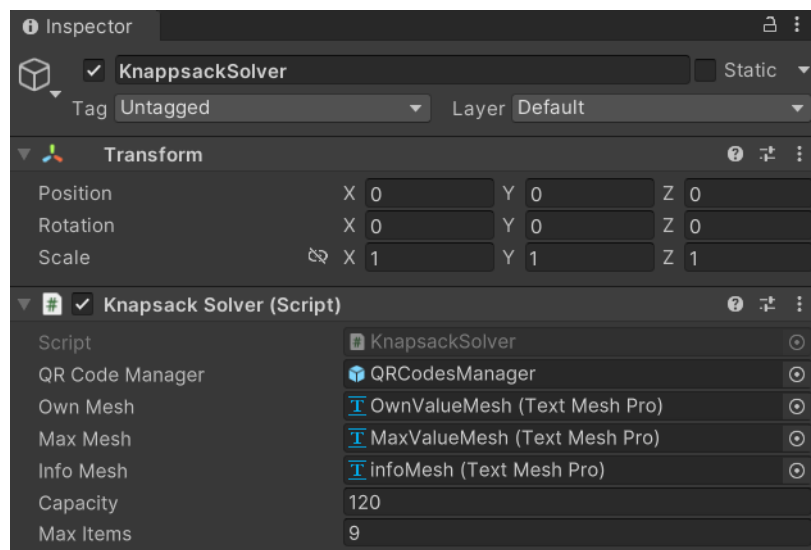 Inspector
KnappsackSolver Static
Tag Untagged Layer Default
Transform
Position X 0 Y 0 Z 0
Rotation X 0 Y 0 Z 0
Scale X 1 Y 1 Z 1
# Knapsack Solver (Script)
Script # KnapsackSolver
QR Code Manager QRCodesManager
Own Mesh T OwnValueMesh (Text Mesh Pro)
Max Mesh T MaxValueMesh (Text Mesh Pro)
Info Mesh T infoMesh (Text Mesh Pro)
Capacity 120
Max Items 9